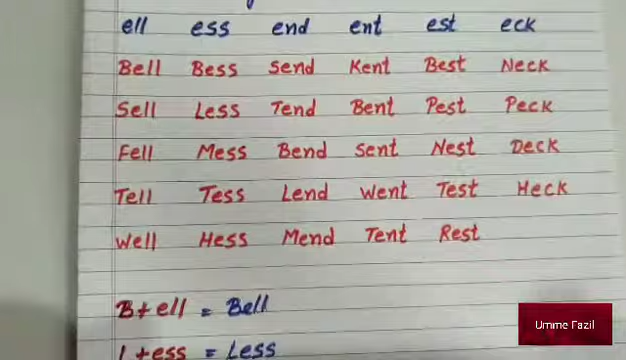 ell ess end ent est eck
Bell Bess Send Kent Best Neck
Sell Less Tend Bent Pest Peck
Fell Mess Bend Sent Nest Deck
Tell Tess Lend Went Test Heck
Well Hess Mend Tent Rest
B+ell = Bell
l+ess = Less
Umme Fazil